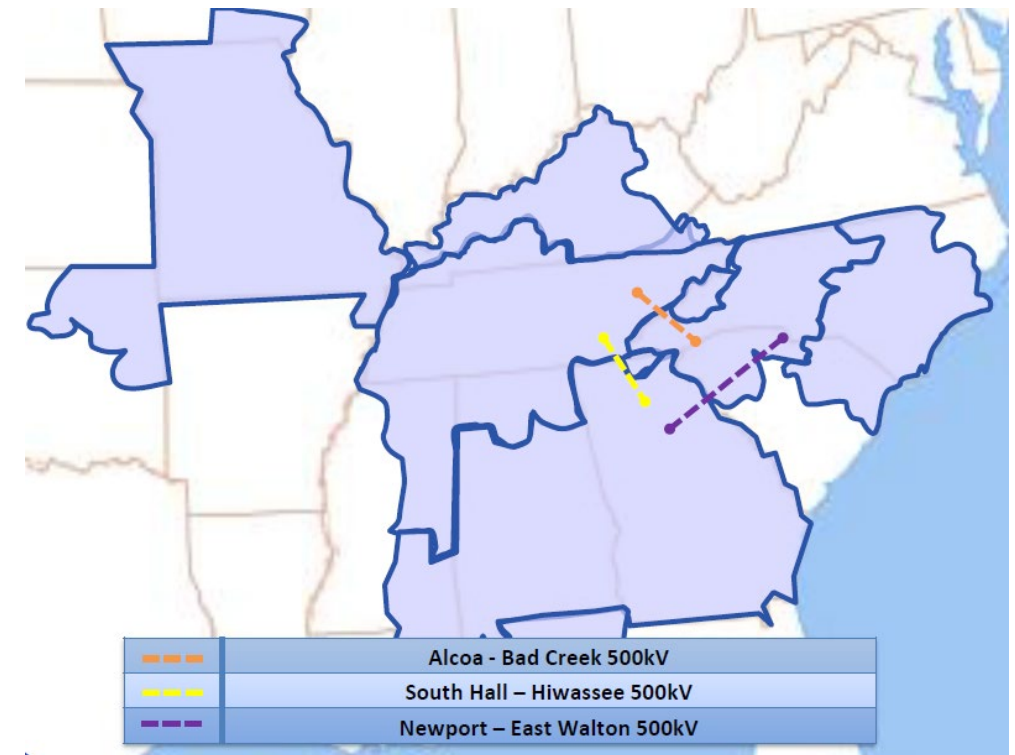 Alcoa - Bad Creek 500kV
South Hall – Hiwassee 500kV
Newport – East Walton 500kV